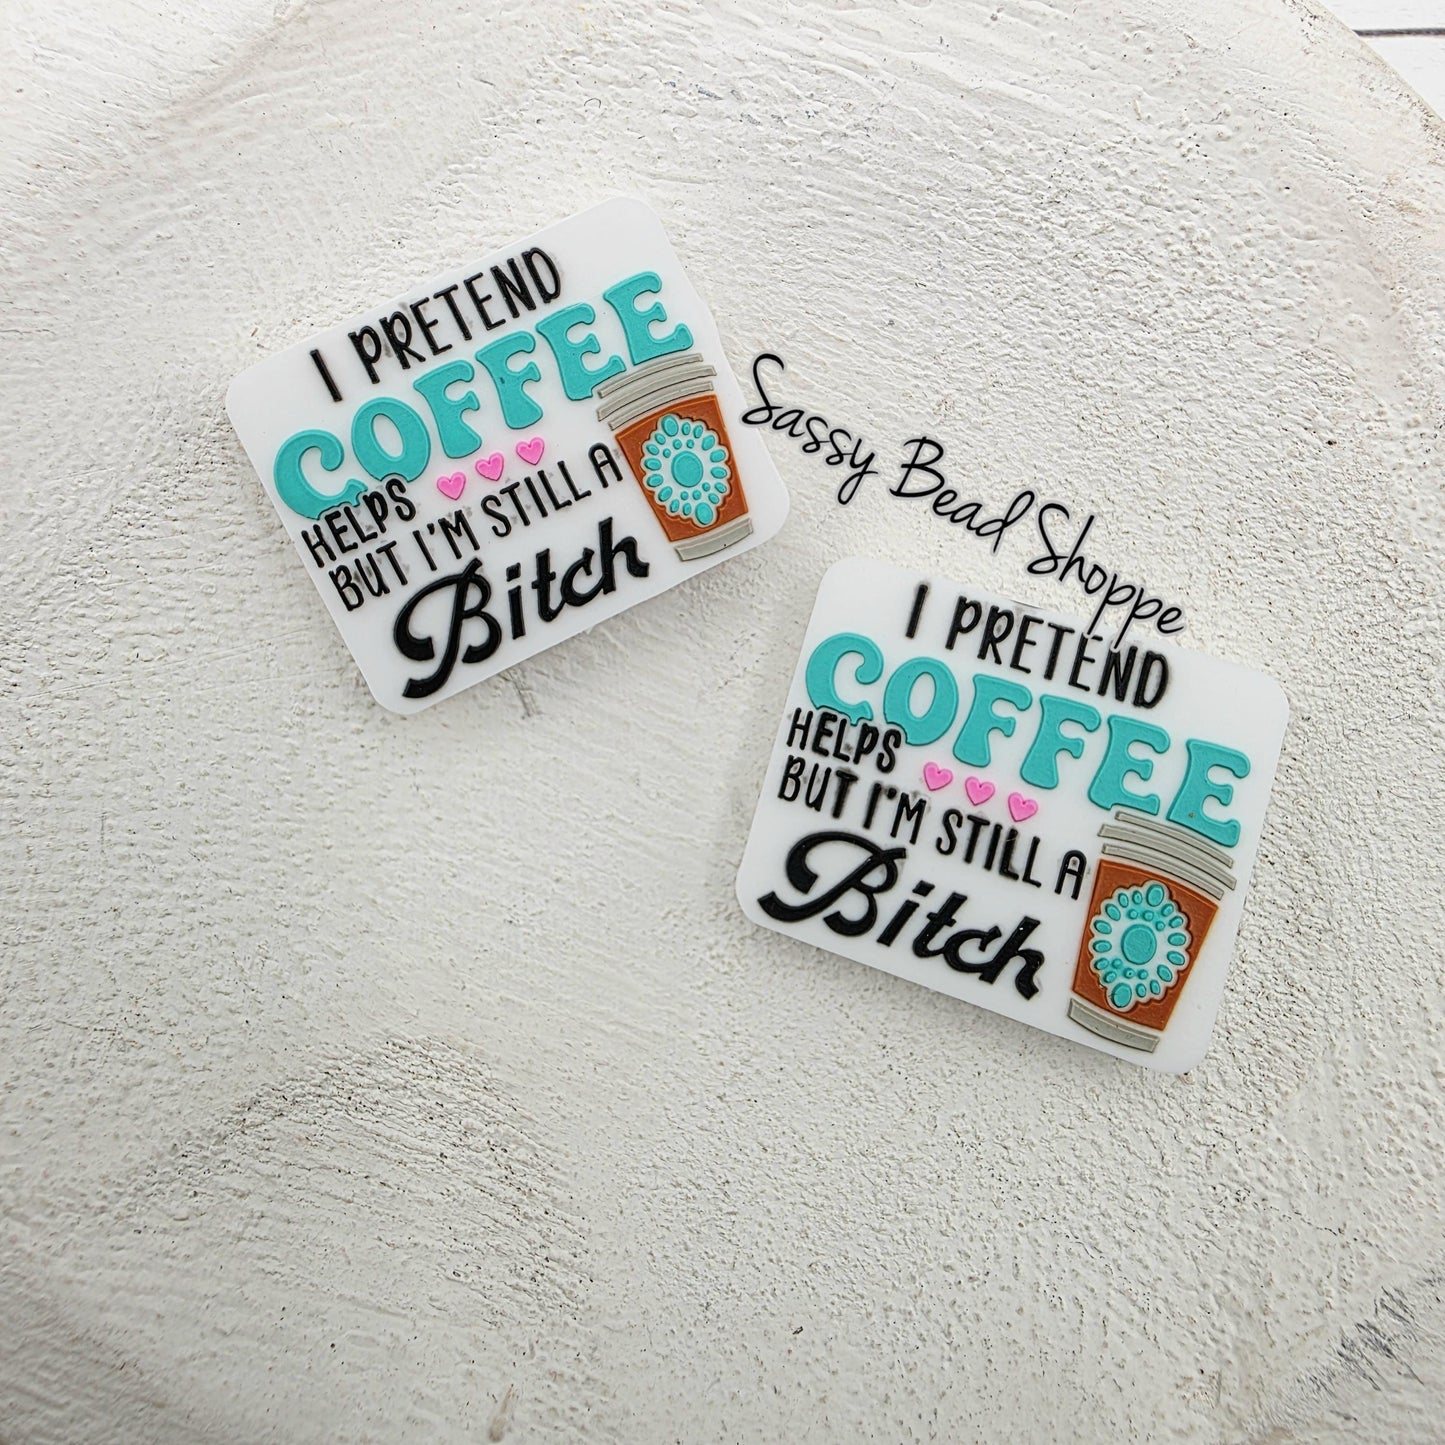 I PRETEND
COFFEE
HELPS
BUT I'M STILL A
Bitch
Sassy Bead Shoppe
I PRETEND
COFFEE
HELPS
BUT I'M STILL A
Bitch